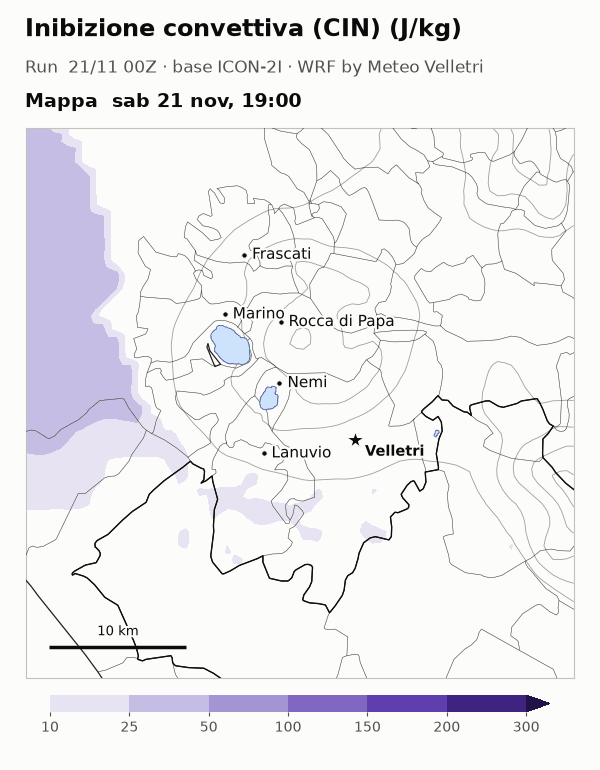 Inibizione convettiva (CIN) (J/kg)
Run  21/11 00Z · base ICON-2I · WRF by Meteo Velletri
Mappa  sab 21 nov, 19:00
Frascati
Marino
Rocca di Papa
Nemi
Velletri
Lanuvio
10 km
10 25 50 100 150 200 300